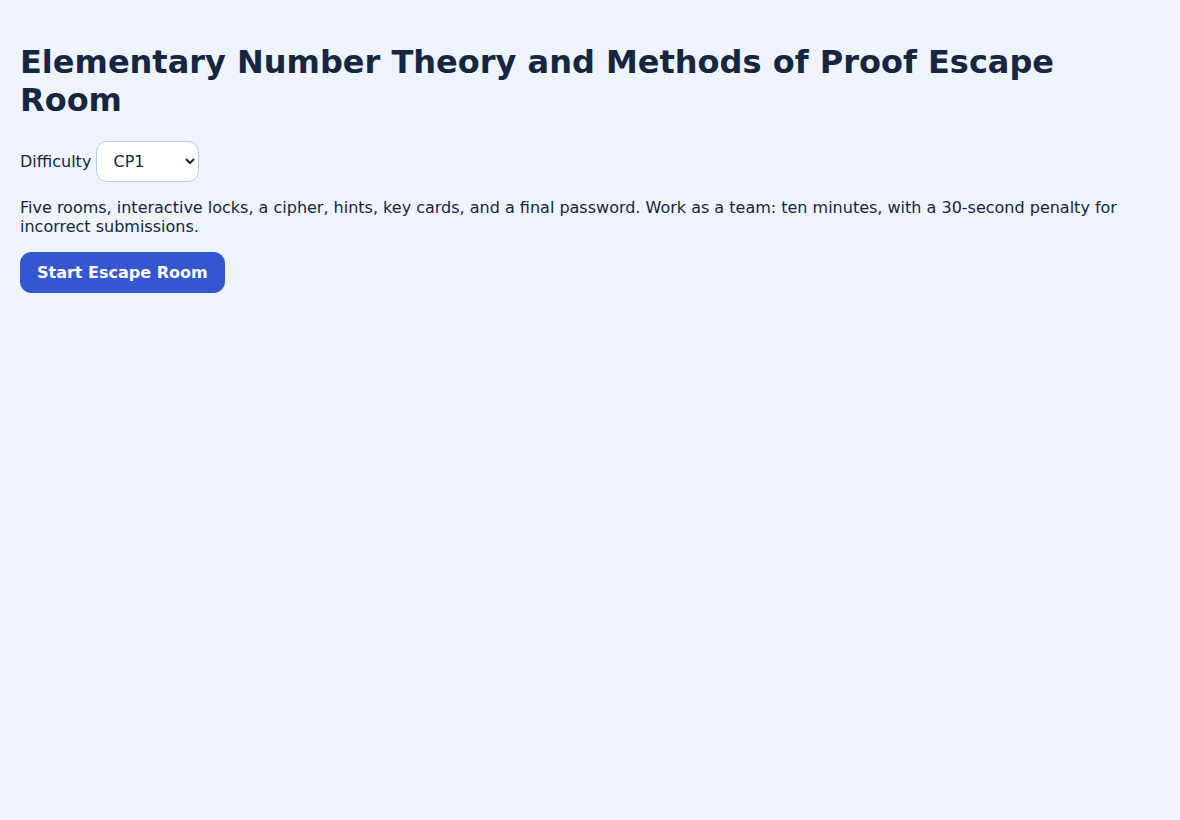 Elementary Number Theory and Methods of Proof Escape
Room
Difficulty CP1
Five rooms, interactive locks, a cipher, hints, key cards, and a final password. Work as a team: ten minutes, with a 30-second penalty for
incorrect submissions.
Start Escape Room